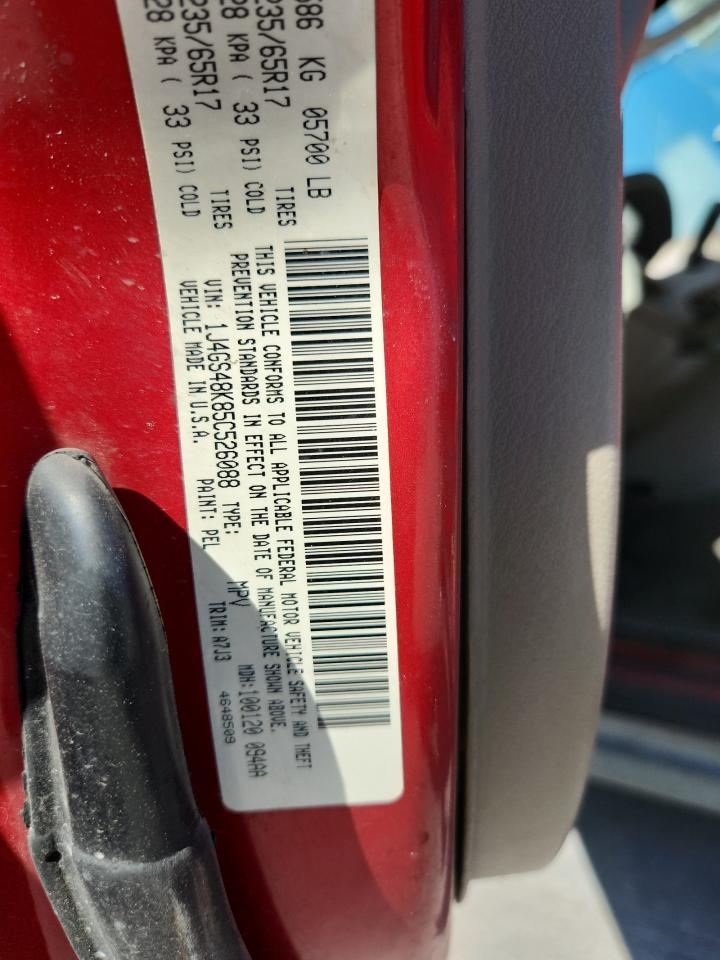 586 KG 05700 LB
235/65R17 TIRES
28 KPA ( 33 PSI) COLD
235/65R17 TIRES
28 KPA ( 33 PSI) COLD
THIS VEHICLE CONFORMS TO ALL APPLICABLE FEDERAL MOTOR VEHICLE SAFETY AND THEFT
PREVENTION STANDARDS IN EFFECT ON THE DATE OF MANUFACTURE SHOWN ABOVE.
VIN: 1J4GS48K85C526088 TYPE: MPV MDH:100120 094AA
VEHICLE MADE IN U.S.A. PAINT: PEL TRIM:A7J3 4648509